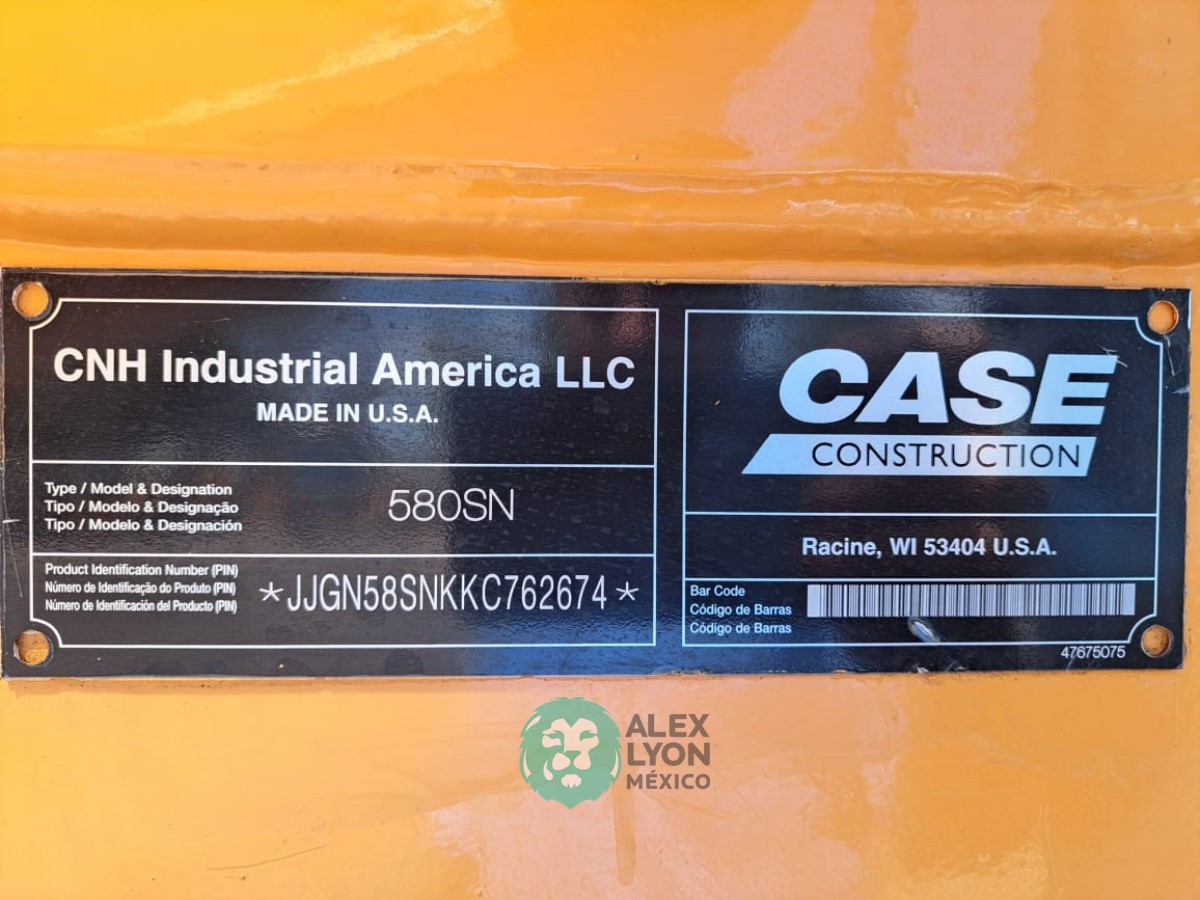 CNH Industrial America LLC
MADE IN U.S.A.
Type / Model & Designation
Tipo / Modelo & Designação
Tipo / Modelo & Designación
580SN
Product Identification Number (PIN)
Número de Identificação do Produto (PIN)
Número de Identificación del Producto (PIN)
*JJGN58SNKKC762674*
CASE
CONSTRUCTION
Racine, WI 53404 U.S.A.
Bar Code
Código de Barras
Código de Barras
47675075
ALEX
LYON
MÉXICO